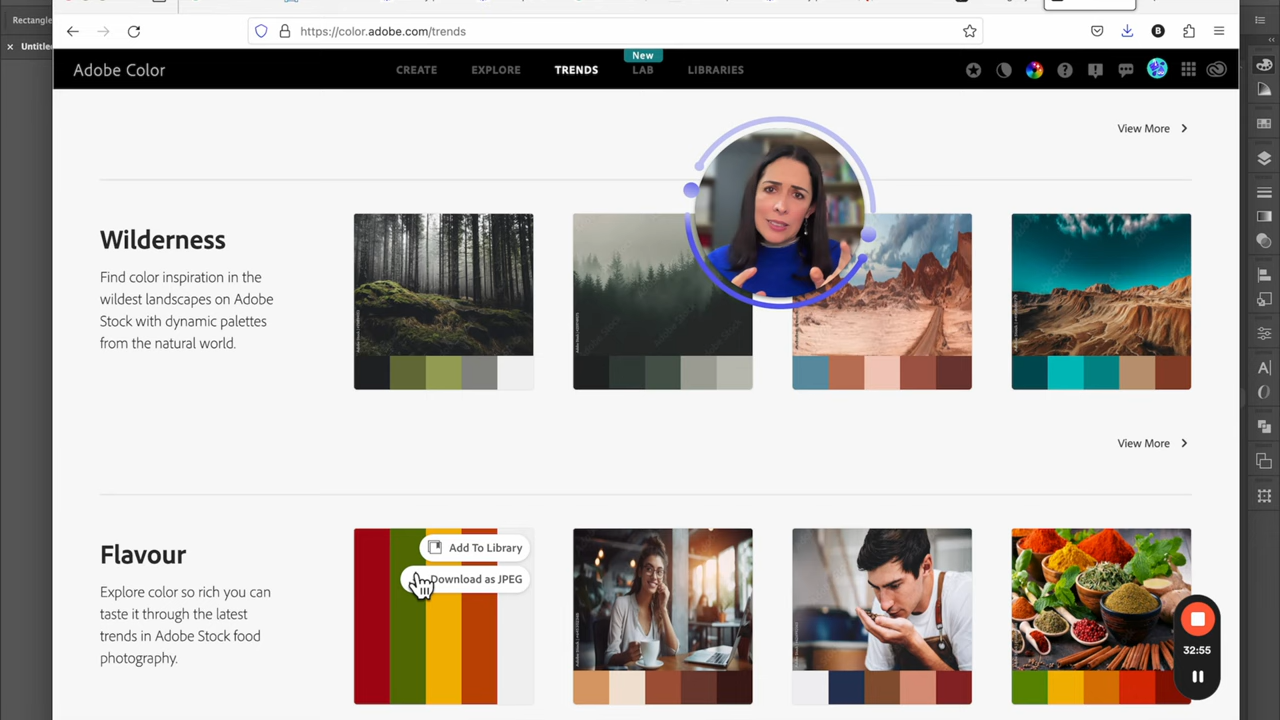 Rectangle
× Untitle
https://color.adobe.com/trends
Adobe Color
CREATE
EXPLORE
TRENDS
New
LAB
LIBRARIES
View More
Wilderness
Find color inspiration in the
wildest landscapes on Adobe
Stock with dynamic palettes
from the natural world.
View More
Flavour
Explore color so rich you can
taste it through the latest
trends in Adobe Stock food
photography.
Add To Library
Download as JPEG
32:55